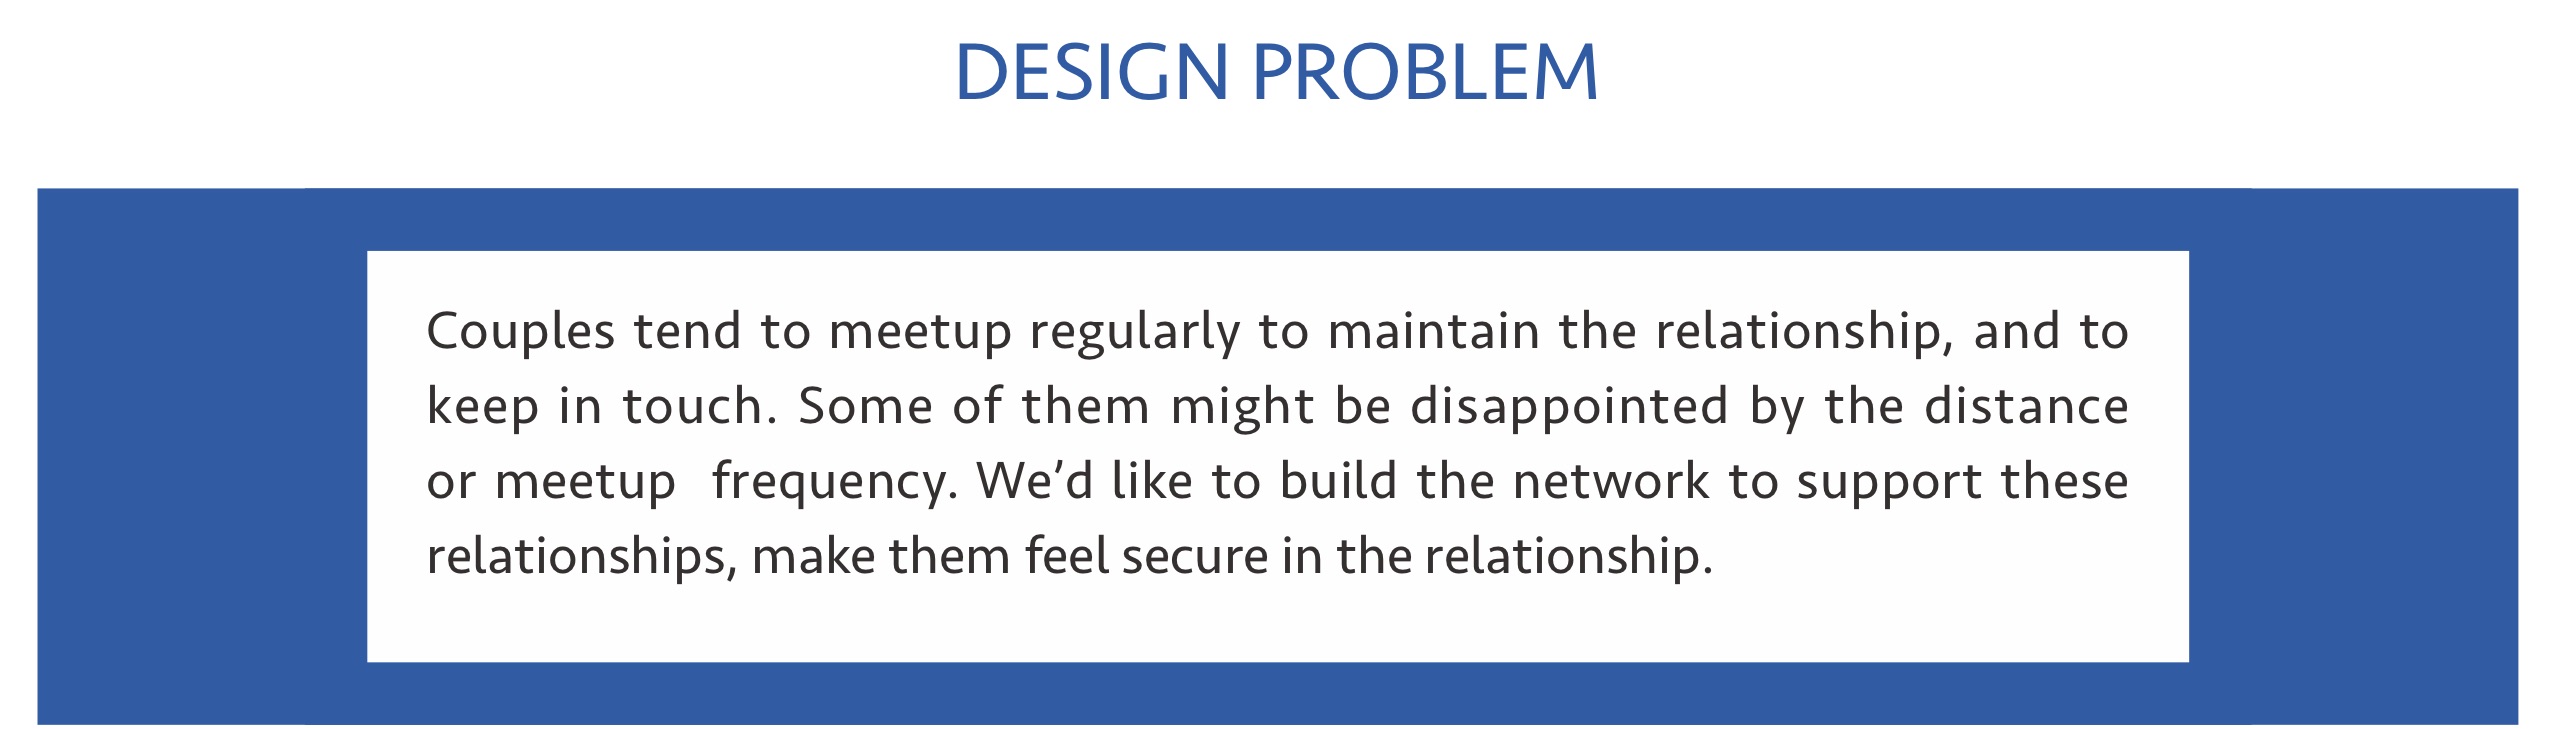 DESIGN PROBLEM
Couples tend to meetup regularly to maintain the relationship, and to
keep in touch. Some of them might be disappointed by the distance
or meetup  frequency. We’d like to build the network to support these
relationships, make them feel secure in the relationship.